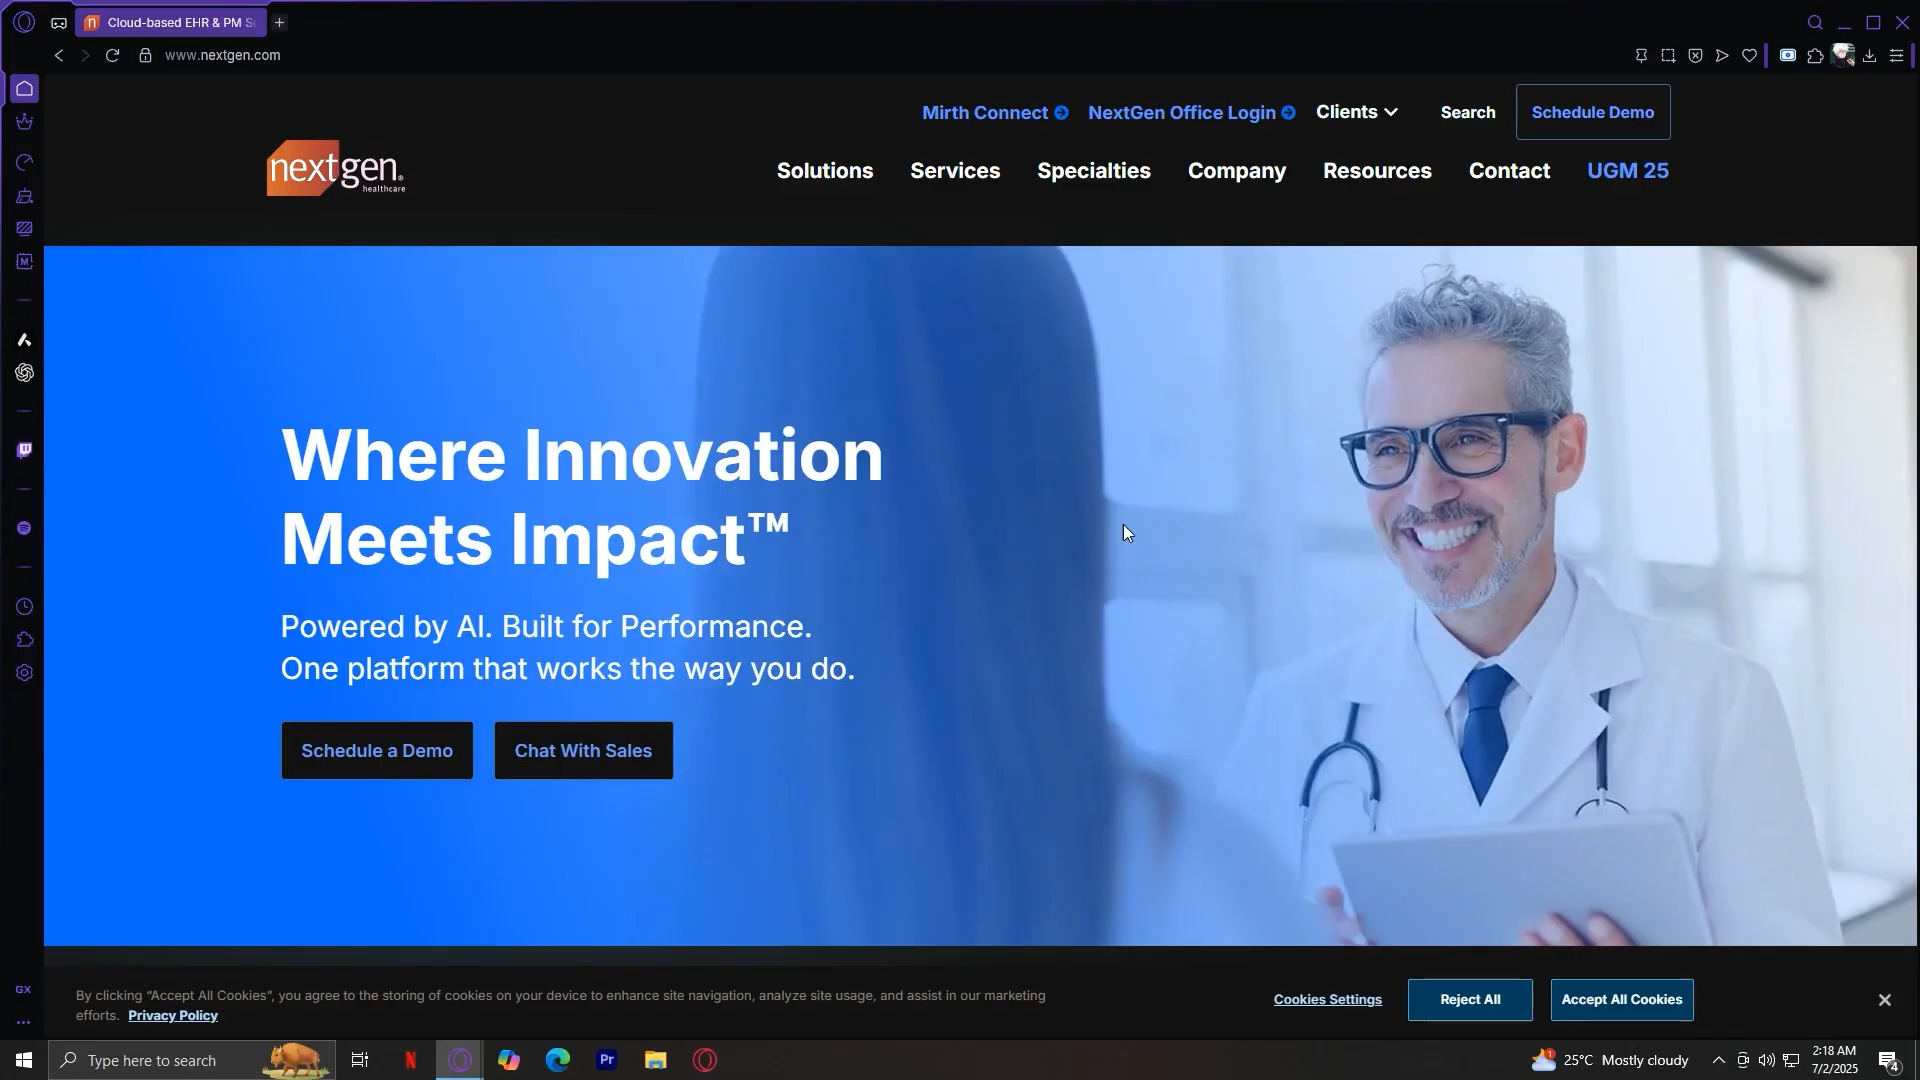 Cloud-based EHR & PM S
www.nextgen.com
Mirth Connect
NextGen Office Login
Clients
Search
Schedule Demo
nextgen
healthcare
Solutions
Services
Specialties
Company
Resources
Contact
UGM 25
Where Innovation
Meets Impact™
Powered by AI. Built for Performance.
One platform that works the way you do.
Schedule a Demo
Chat With Sales
By clicking “Accept All Cookies”, you agree to the storing of cookies on your device to enhance site navigation, analyze site usage, and assist in our marketing
efforts. Privacy Policy
Cookies Settings
Reject All
Accept All Cookies
GX
Type here to search
N
Pr
1
25°C Mostly cloudy
2:18 AM
7/2/2025
4